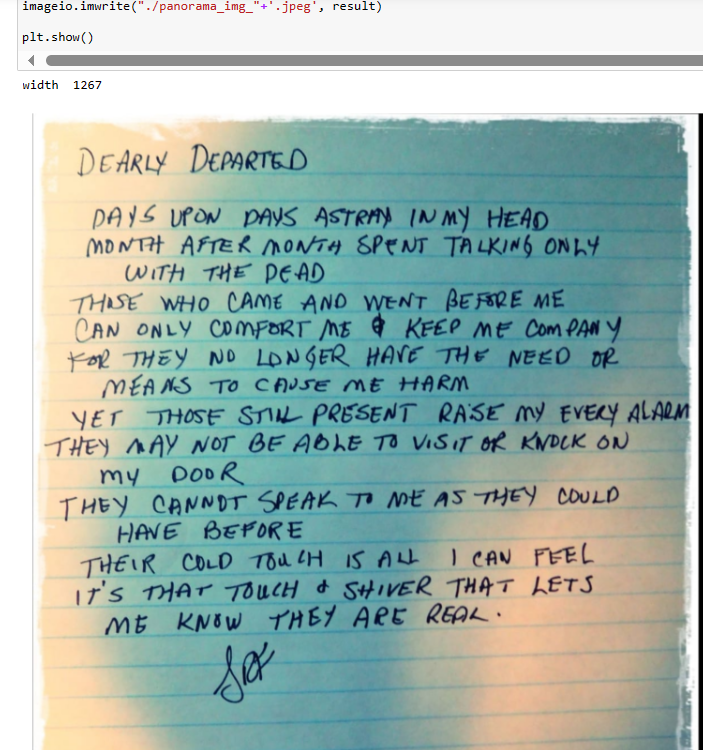 imageio.imwrite("./panorama_img_"+'.jpeg', result)
plt.show()
width 1267
DEARLY DEPARTED
DAYS UPON DAYS ASTRAY IN MY HEAD
MONTH AFTER MONTH SPENT TALKING ONLY
WITH THE DEAD
THOSE WHO CAME AND WENT BEFORE ME
CAN ONLY COMFORT ME & KEEP ME COMPANY
FOR THEY NO LONGER HAVE THE NEED OR
MEANS TO CAUSE ME HARM
YET THOSE STILL PRESENT RAISE MY EVERY ALARM
THEY MAY NOT BE ABLE TO VISIT OR KNOCK ON
MY DOOR
THEY CANNOT SPEAK TO ME AS THEY COULD
HAVE BEFORE
THEIR COLD TOUCH IS ALL I CAN FEEL
IT'S THAT TOUCH & SHIVER THAT LETS
ME KNOW THEY ARE REAL.